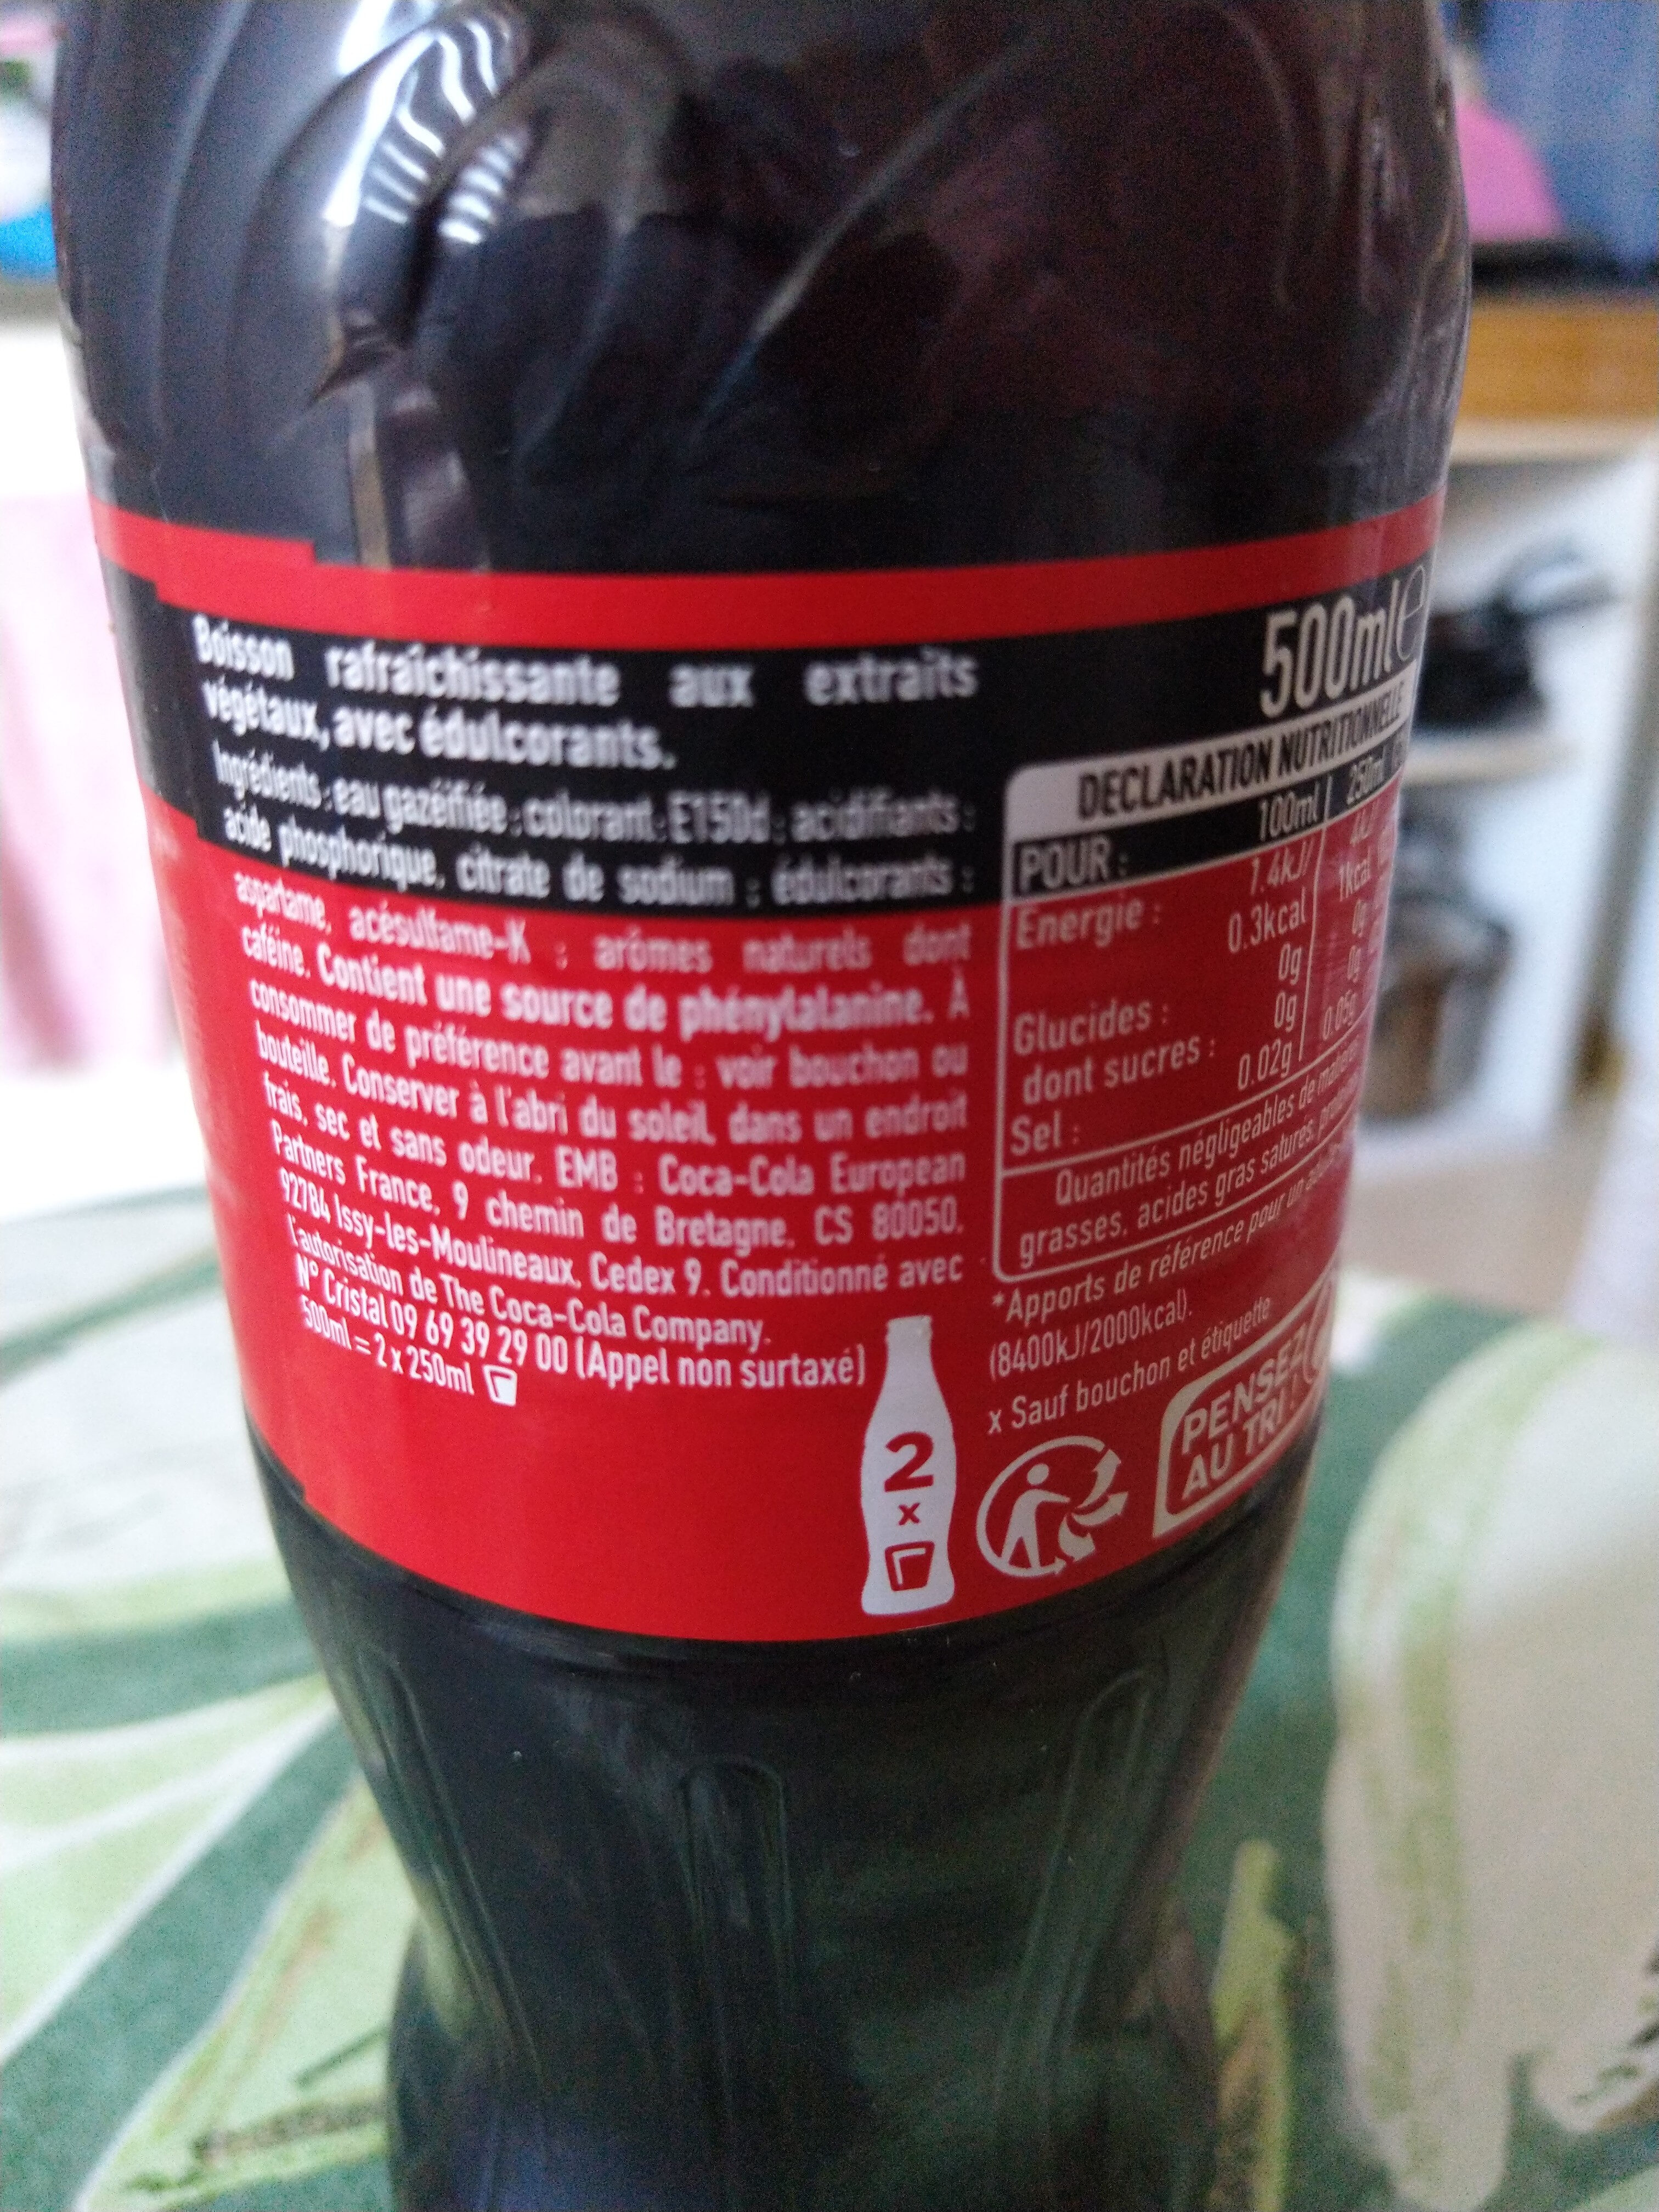 Boisson rafraîchissante aux extraits
végétaux, avec édulcorants.
Ingrédients : eau gazéifiée ; colorant : E150d ; acidifiants :
acide phosphorique, citrate de sodium ; édulcorants :
aspartame, acésulfame-K ; arômes naturels dont
caféine. Contient une source de phénylalanine. À
consommer de préférence avant le : voir bouchon ou
bouteille. Conserver à l'abri du soleil, dans un endroit
frais, sec et sans odeur. EMB : Coca-Cola European
Partners France, 9 chemin de Bretagne, CS 80050,
92784 Issy-les-Moulineaux, Cedex 9. Conditionné avec
l'autorisation de The Coca-Cola Company.
N° Cristal 09 69 39 29 00 (Appel non surtaxé)
500ml = 2 x 250ml
2
x
500ml e
DECLARATION NUTRITIONNELLE
POUR : 100ml 250ml
Energie : 1.4kJ/
0.3kcal 1kcal
0g 0g
Glucides : 0g 0g
dont sucres : 0.02g 0.05g
Sel :
Quantités négligeables de
grasses, acides gras saturés,
*Apports de référence pour un
(8400kJ/2000kcal).
x Sauf bouchon et étiquette
PENSEZ
AU TRI !